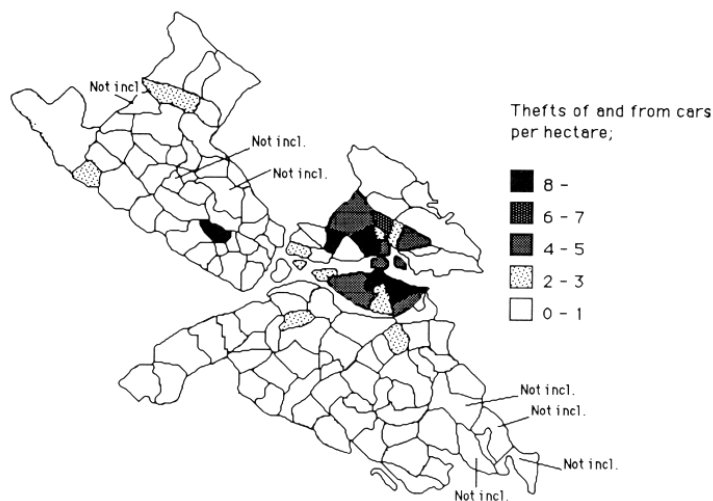 Not incl.
Not incl.
Not incl.
Thefts of and from cars
per hectare;
8 -
6 - 7
4 - 5
2 - 3
0 - 1
Not incl.
Not incl.
Not incl.
Not incl.